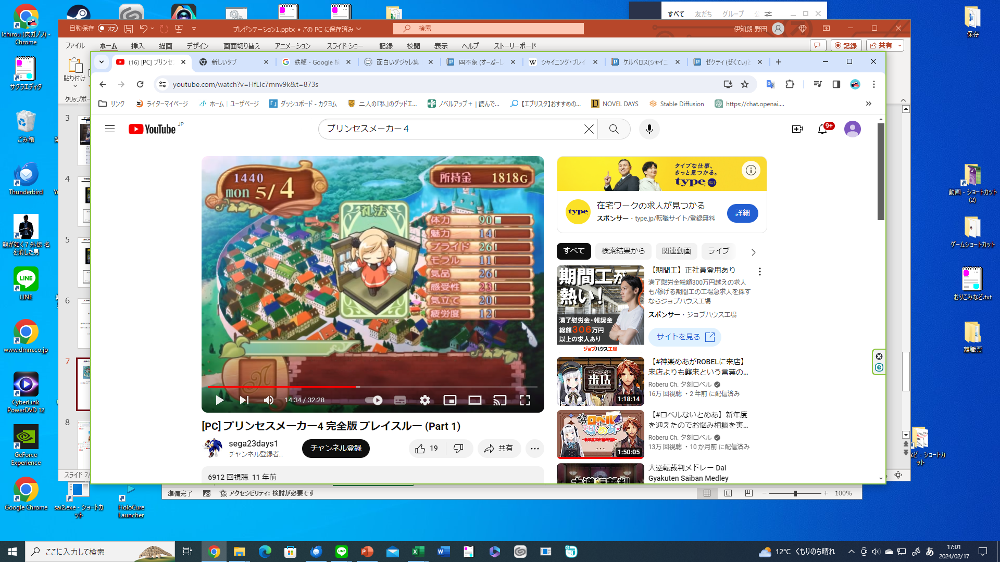 Ichirou (肉ガノフ) - Chrome
サクラエディタ
ごみ箱
Thunderbird
龍が如く7 外伝 名を消した男
LINE
www.dmm.co.jp
CyberLink PowerDVD 12
GeForce Experience
Google Chrome
sai2.exe - ショートカット
HoloCure Launcher
すべて 友だち グループ
自動保存 オフ
プレゼンテーション1.pptx • この PC に保存済み
検索
伊知朗 野田
ファイル ホーム 挿入 描画 デザイン 画面切り替え アニメーション スライド ショー 記録 校閲 表示 ヘルプ ストーリーボード
記録 共有
貼り付け
クリップボー
3
4
5
6
7
8
スライド 7/
(16) [PC] プリンセ
新しいタブ
鉄鞭 - Google 検
面白いダジャレ集
四不象 (すーぷーし
シャイニング・ブレイ
ケルベロス(シャイニ
ゼクティ (ぜくてぃ)と
youtube.com/watch?v=HfLIc7mnv9k&t=873s
リンク
ライターマイページ
ホーム | ユーザページ
ダッシュボード - カクヨム
二人の『私』のグッドエ...
ノベルアップ+ | 読んで...
【エブリスタ】おすすめの...
NOVEL DAYS
Stable Diffusion
https://chat.openai....
YouTube JP
プリンセスメーカー４
9+
1440
mon 5/4
所持金 1818G
礼法
体力 90
魅力 14
プライド 26
モラル 11
気品 26
感受性 23
気立て 20
疲労度 12
14:34 / 32:28
[PC] プリンセスメーカー4 完全版 プレイスルー (Part 1)
sega23days1
チャンネル登録者...
チャンネル登録
19
共有
6912 回視聴 11 年前
タイプな仕事、
きっと見つかる。
type
type
在宅ワークの求人が見つかる
スポンサー・type.jp/転職サイト/登録無料
詳細
すべて 検索結果から 関連動画 ライブ
期間工が
熱い!
満了慰労金・報奨金
総額306万円
以上の求人あり
ジョブハウス工場
【期間工】正社員登用あり
満了慰労金総額300万円越えの求人
も/稼げる期間工の工場急求人を探す
ならジョブハウス工場
スポンサー・ジョブハウス工場
サイトを見る
来店
1:18:14
【#神楽めあがROBELに来店】
来店よりも襲来という言葉の...
Roberu Ch. 夕刻ロベル
16万 回視聴・2 年前 に配信済み
#ロベル
ないとめあ
-新年度のお悩み相談-
1:50:05
【#ロベルないとめあ】新年度
を迎えたのでお悩み相談を実...
Roberu Ch. 夕刻ロベル
13万 回視聴・10 か月前 に配信済み
大逆転裁判メドレー Dai
Gyakuten Saiban Medley
準備完了
アクセシビリティ: 検討が必要です
100%
保存
動画 - ショートカット (2)
ゲームショートカット
おりこみなど.txt
離職票
など - ショートカット
ここに入力して検索
12°C くもりのち晴れ
あ
17:01
2024/02/17